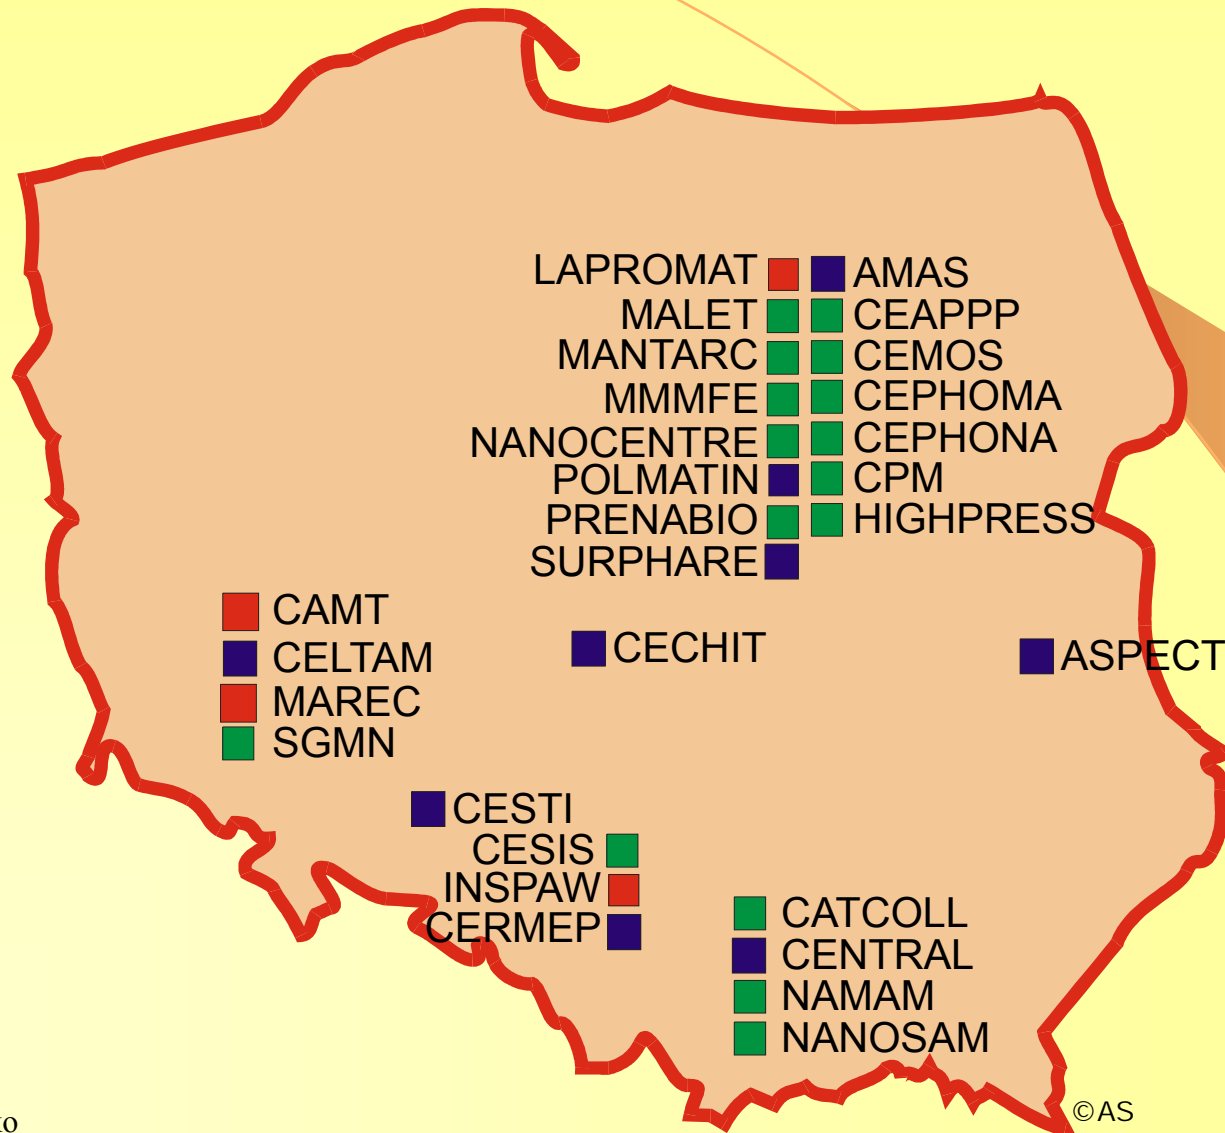 LAPROMAT AMAS
MALET CEAPPP
MANTARC CEMOS
MMMFE CEPHOMA
NANOCENTRE CEPHONA
POLMATIN CPM
PRENABIO HIGHPRESS
SURPHARE
CAMT
CELTAM
MAREC
SGMN
CECHIT
ASPECT
CESTI
CESIS
INSPAW
CERMEP
CATCOLL
CENTRAL
NAMAM
NANOSAM
©AS